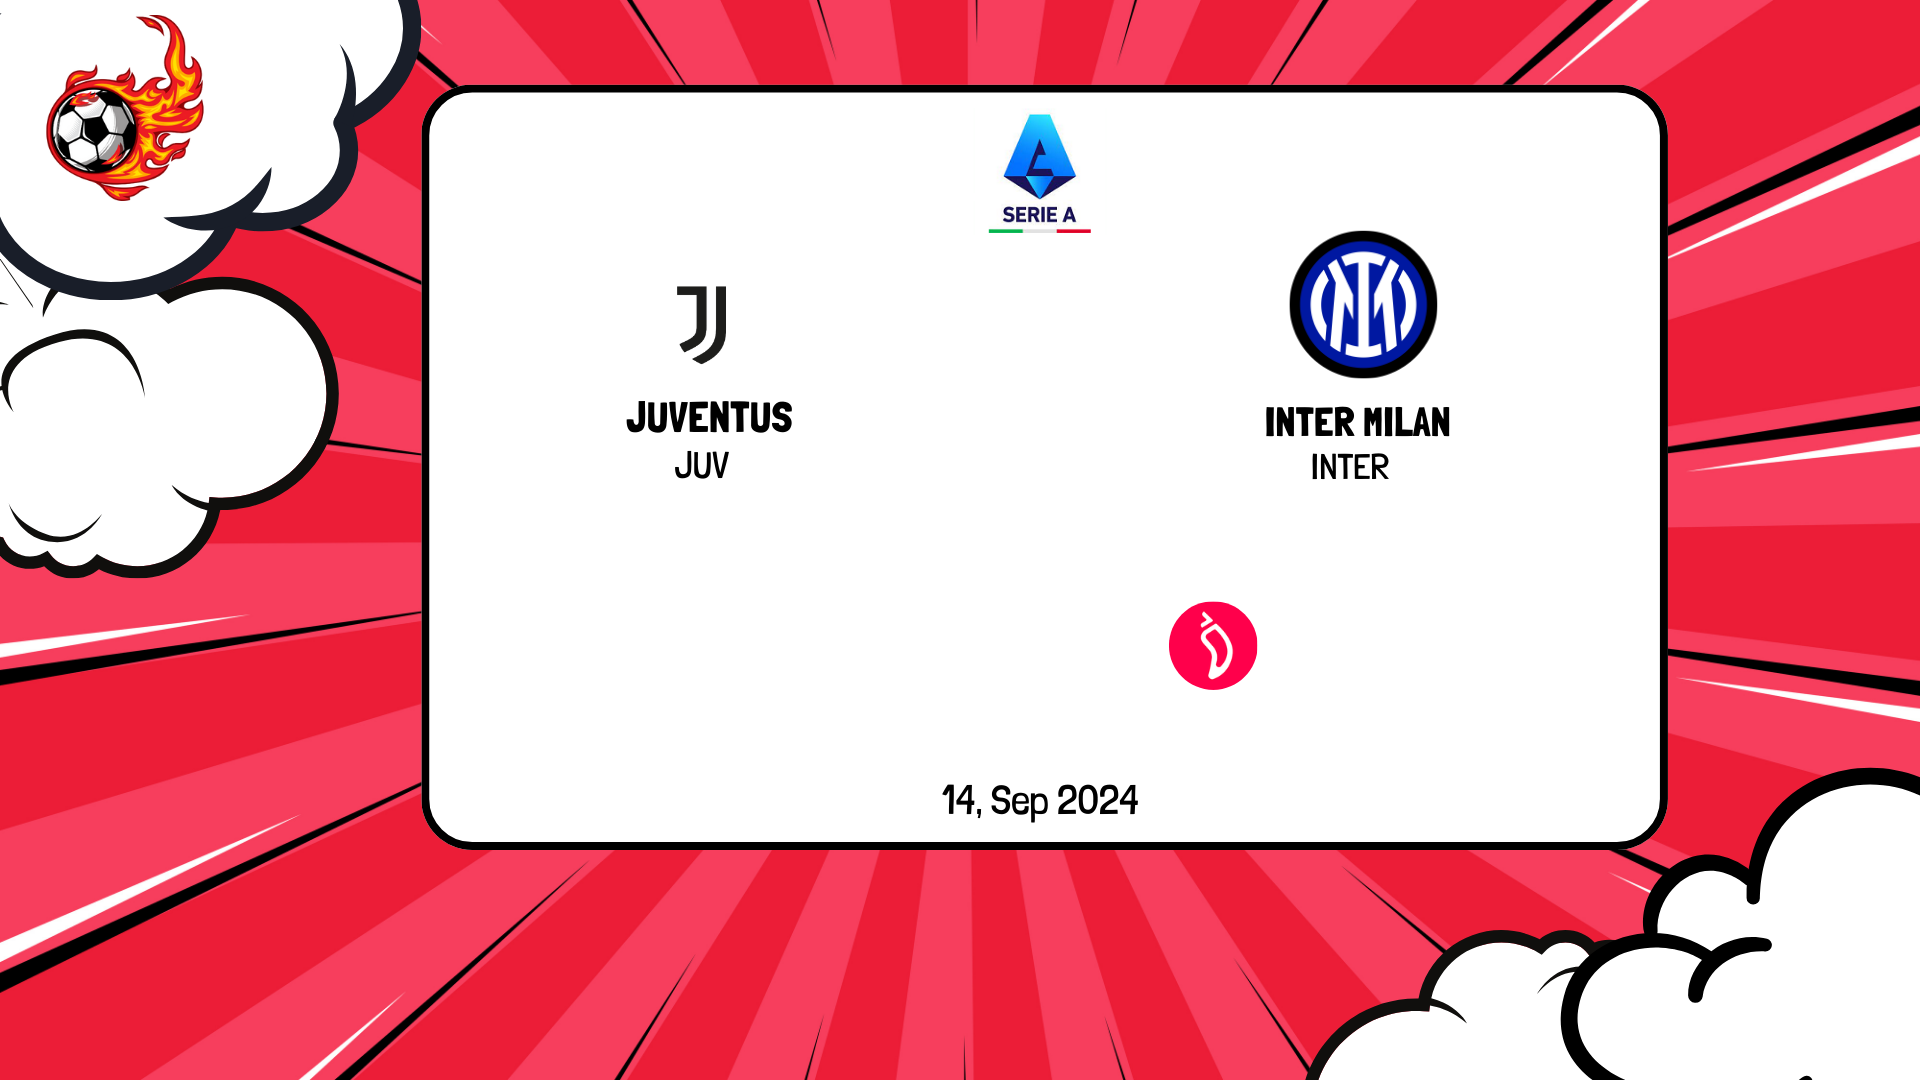 SERIE A
JUVENTUS
JUV
INTER MILAN
INTER
14, Sep 2024